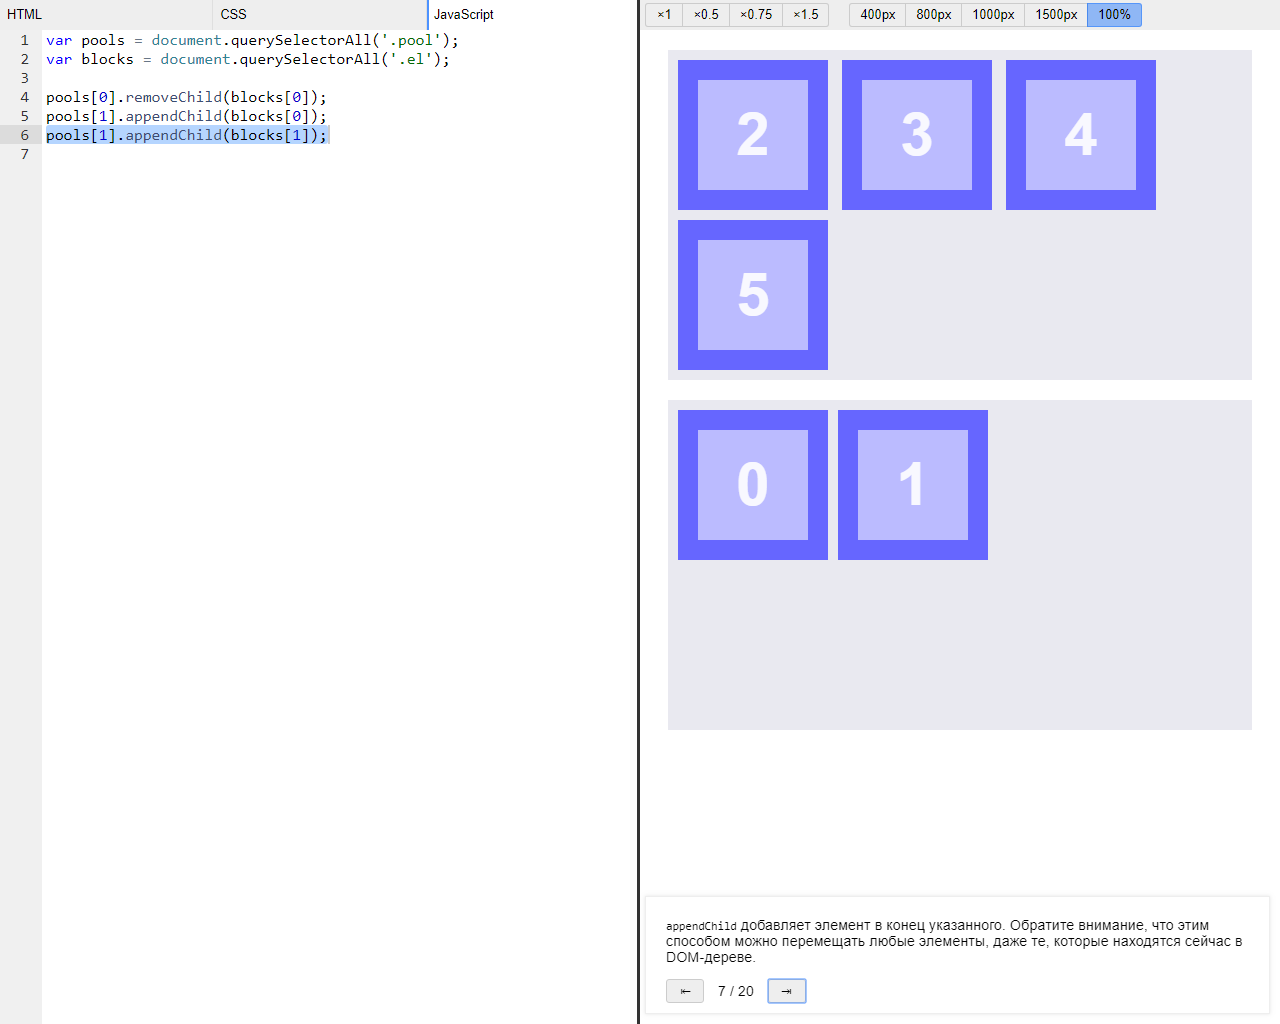 HTML CSS JavaScript
×1 ×0.5 ×0.75 ×1.5 400px 800px 1000px 1500px 100%
1 var pools = document.querySelectorAll('.pool');
2 var blocks = document.querySelectorAll('.el');
3
4 pools[0].removeChild(blocks[0]);
5 pools[1].appendChild(blocks[0]);
6 pools[1].appendChild(blocks[1]);
7
2 3 4
5
0 1
appendChild добавляет элемент в конец указанного. Обратите внимание, что этим
способом можно перемещать любые элементы, даже те, которые находятся сейчас в
DOM-дереве.
⇤ 7 / 20 ⇥